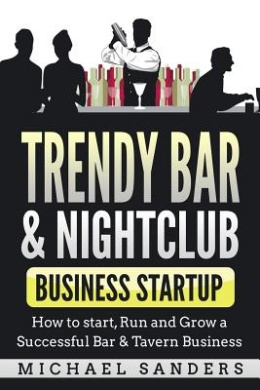 TRENDY BAR
& NIGHTCLUB
BUSINESS STARTUP
How to start, Run and Grow a
Successful Bar & Tavern Business
MICHAEL SANDERS